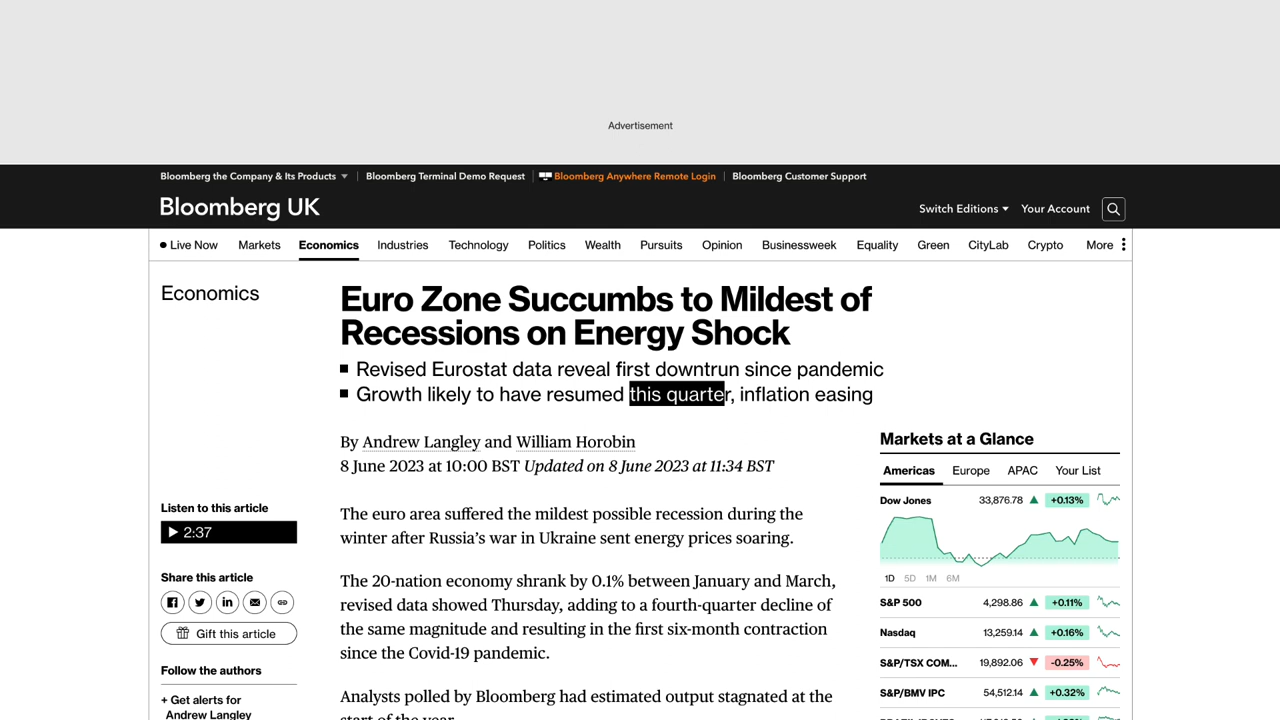 Advertisement
Bloomberg the Company & Its Products
Bloomberg Terminal Demo Request
Bloomberg Anywhere Remote Login
Bloomberg Customer Support
Bloomberg UK
Switch Editions
Your Account
Live Now
Markets
Economics
Industries
Technology
Politics
Wealth
Pursuits
Opinion
Businessweek
Equality
Green
CityLab
Crypto
More
Economics
Euro Zone Succumbs to Mildest of
Recessions on Energy Shock
Revised Eurostat data reveal first downtrun since pandemic
Growth likely to have resumed this quarter, inflation easing
By Andrew Langley and William Horobin
8 June 2023 at 10:00 BST Updated on 8 June 2023 at 11:34 BST
Listen to this article
2:37
Share this article
Gift this article
Follow the authors
+ Get alerts for
Andrew Langley
The euro area suffered the mildest possible recession during the
winter after Russia's war in Ukraine sent energy prices soaring.
The 20-nation economy shrank by 0.1% between January and March,
revised data showed Thursday, adding to a fourth-quarter decline of
the same magnitude and resulting in the first six-month contraction
since the Covid-19 pandemic.
Analysts polled by Bloomberg had estimated output stagnated at the
start of the year
Markets at a Glance
Americas
Europe
APAC
Your List
Dow Jones 33,876.78 +0.13%
1D 5D 1M 6M
S&P 500 4,298.86 +0.11%
Nasdaq 13,259.14 +0.16%
S&P/TSX COM... 19,892.06 -0.25%
S&P/BMV IPC 54,512.14 +0.32%